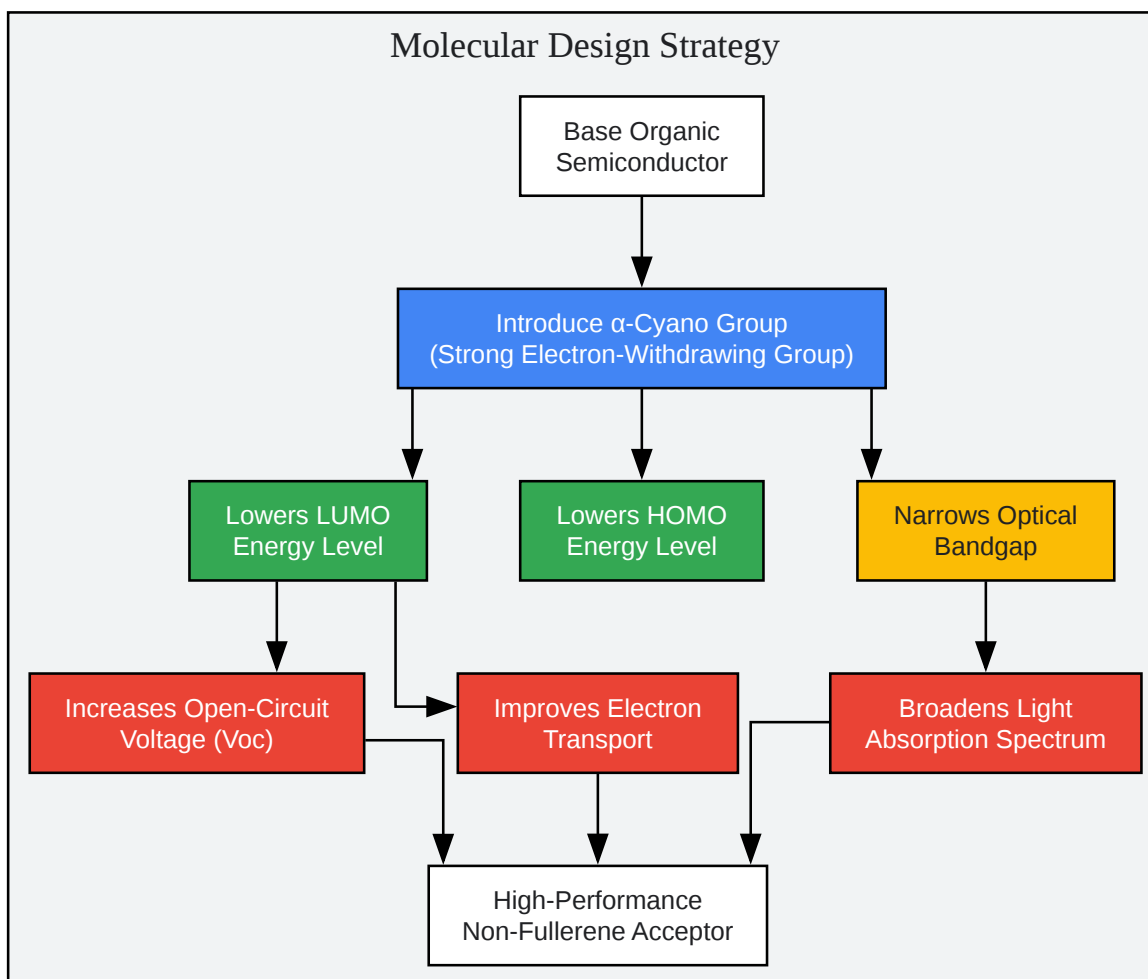 Molecular Design Strategy
Base Organic
Semiconductor
Introduce α-Cyano Group
(Strong Electron-Withdrawing Group)
Lowers LUMO
Energy Level
Lowers HOMO
Energy Level
Narrows Optical
Bandgap
Increases Open-Circuit
Voltage (Voc)
Improves Electron
Transport
Broadens Light
Absorption Spectrum
High-Performance
Non-Fullerene Acceptor